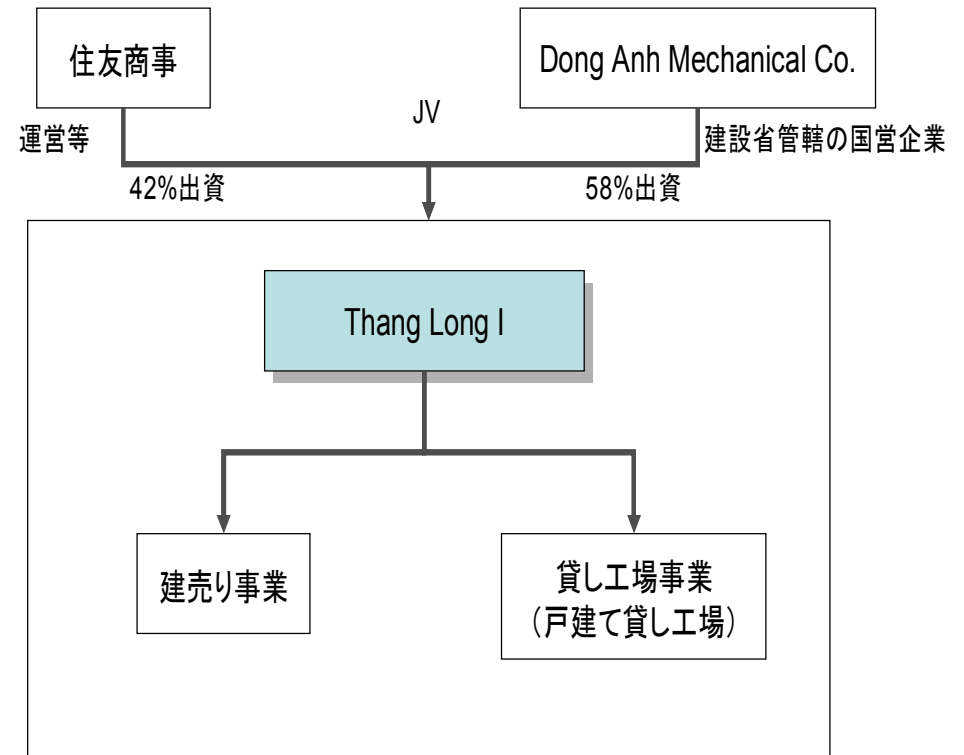 住友商事
Dong Anh Mechanical Co.
JV
運営等
建設省管轄の国営企業
42%出資
58%出資
Thang Long I
建売り事業
貸し工場事業
（戸建て貸し工場）